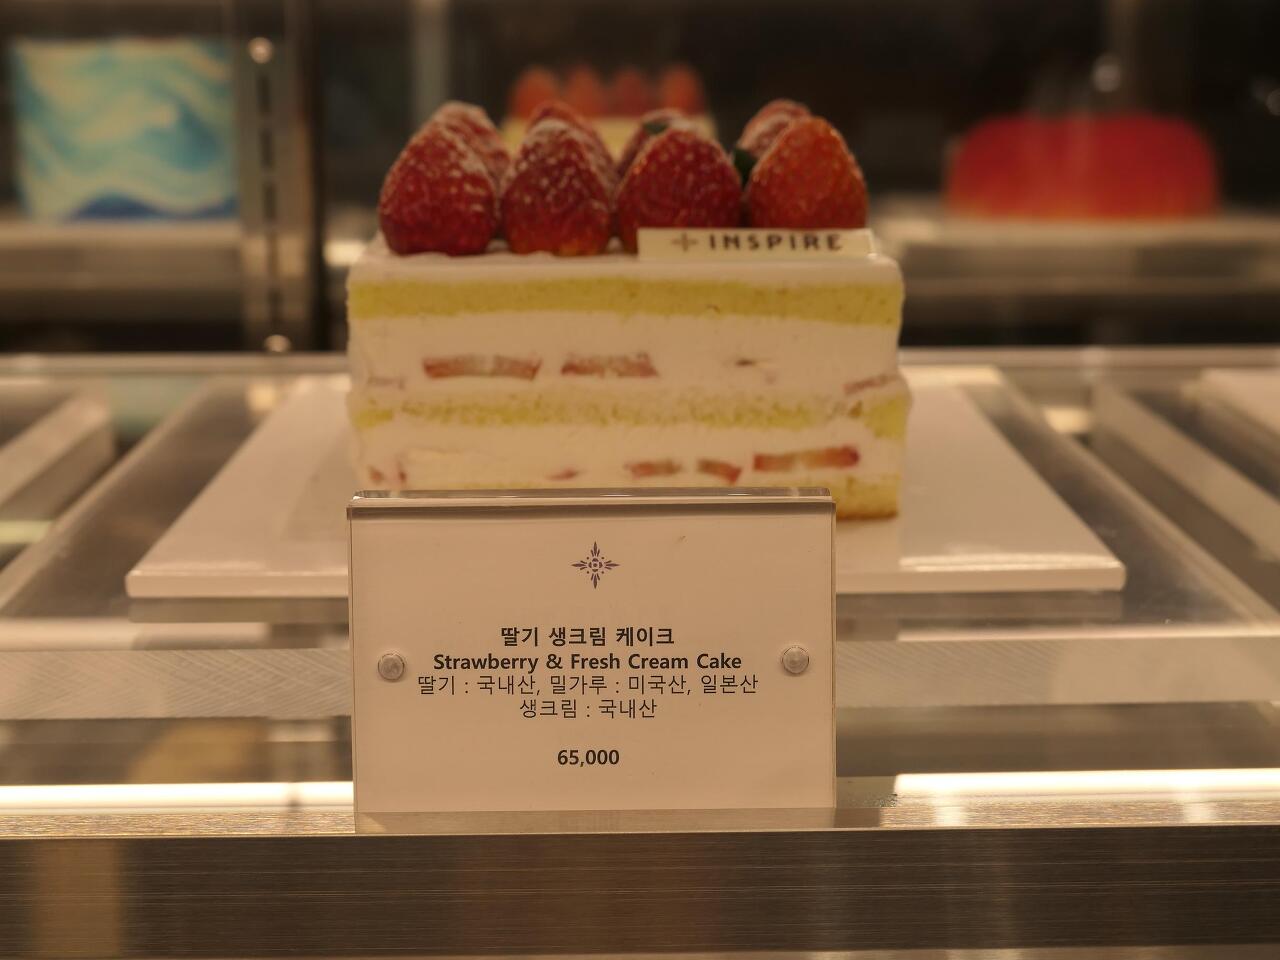 INSPIRE
딸기 생크림 케이크
Strawberry & Fresh Cream Cake
딸기 : 국내산, 밀가루 : 미국산, 일본산
생크림 : 국내산
65,000